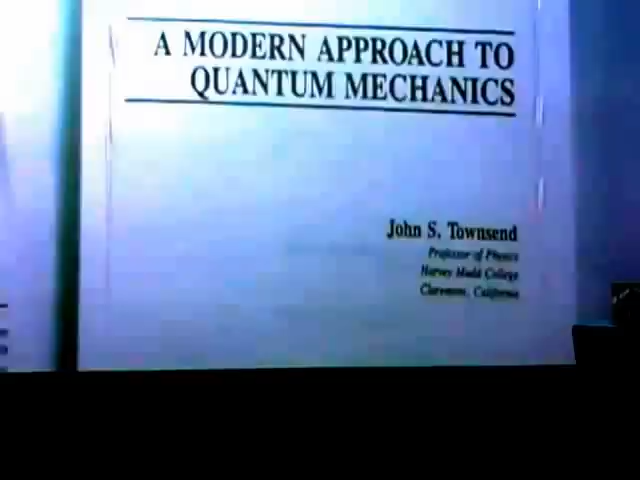 A MODERN APPROACH TO
QUANTUM MECHANICS
John S. Townsend
Professor of Physics
Harvey Mudd College
Claremont, California